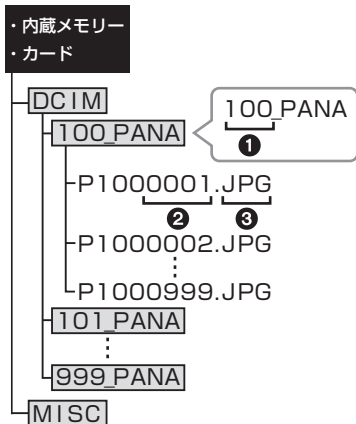 ・内蔵メモリー
・カード
DCIM
100_PANA
100_PANA
❶
P1000001.JPG
❷ ❸
P1000002.JPG
P1000999.JPG
101_PANA
999_PANA
MISC